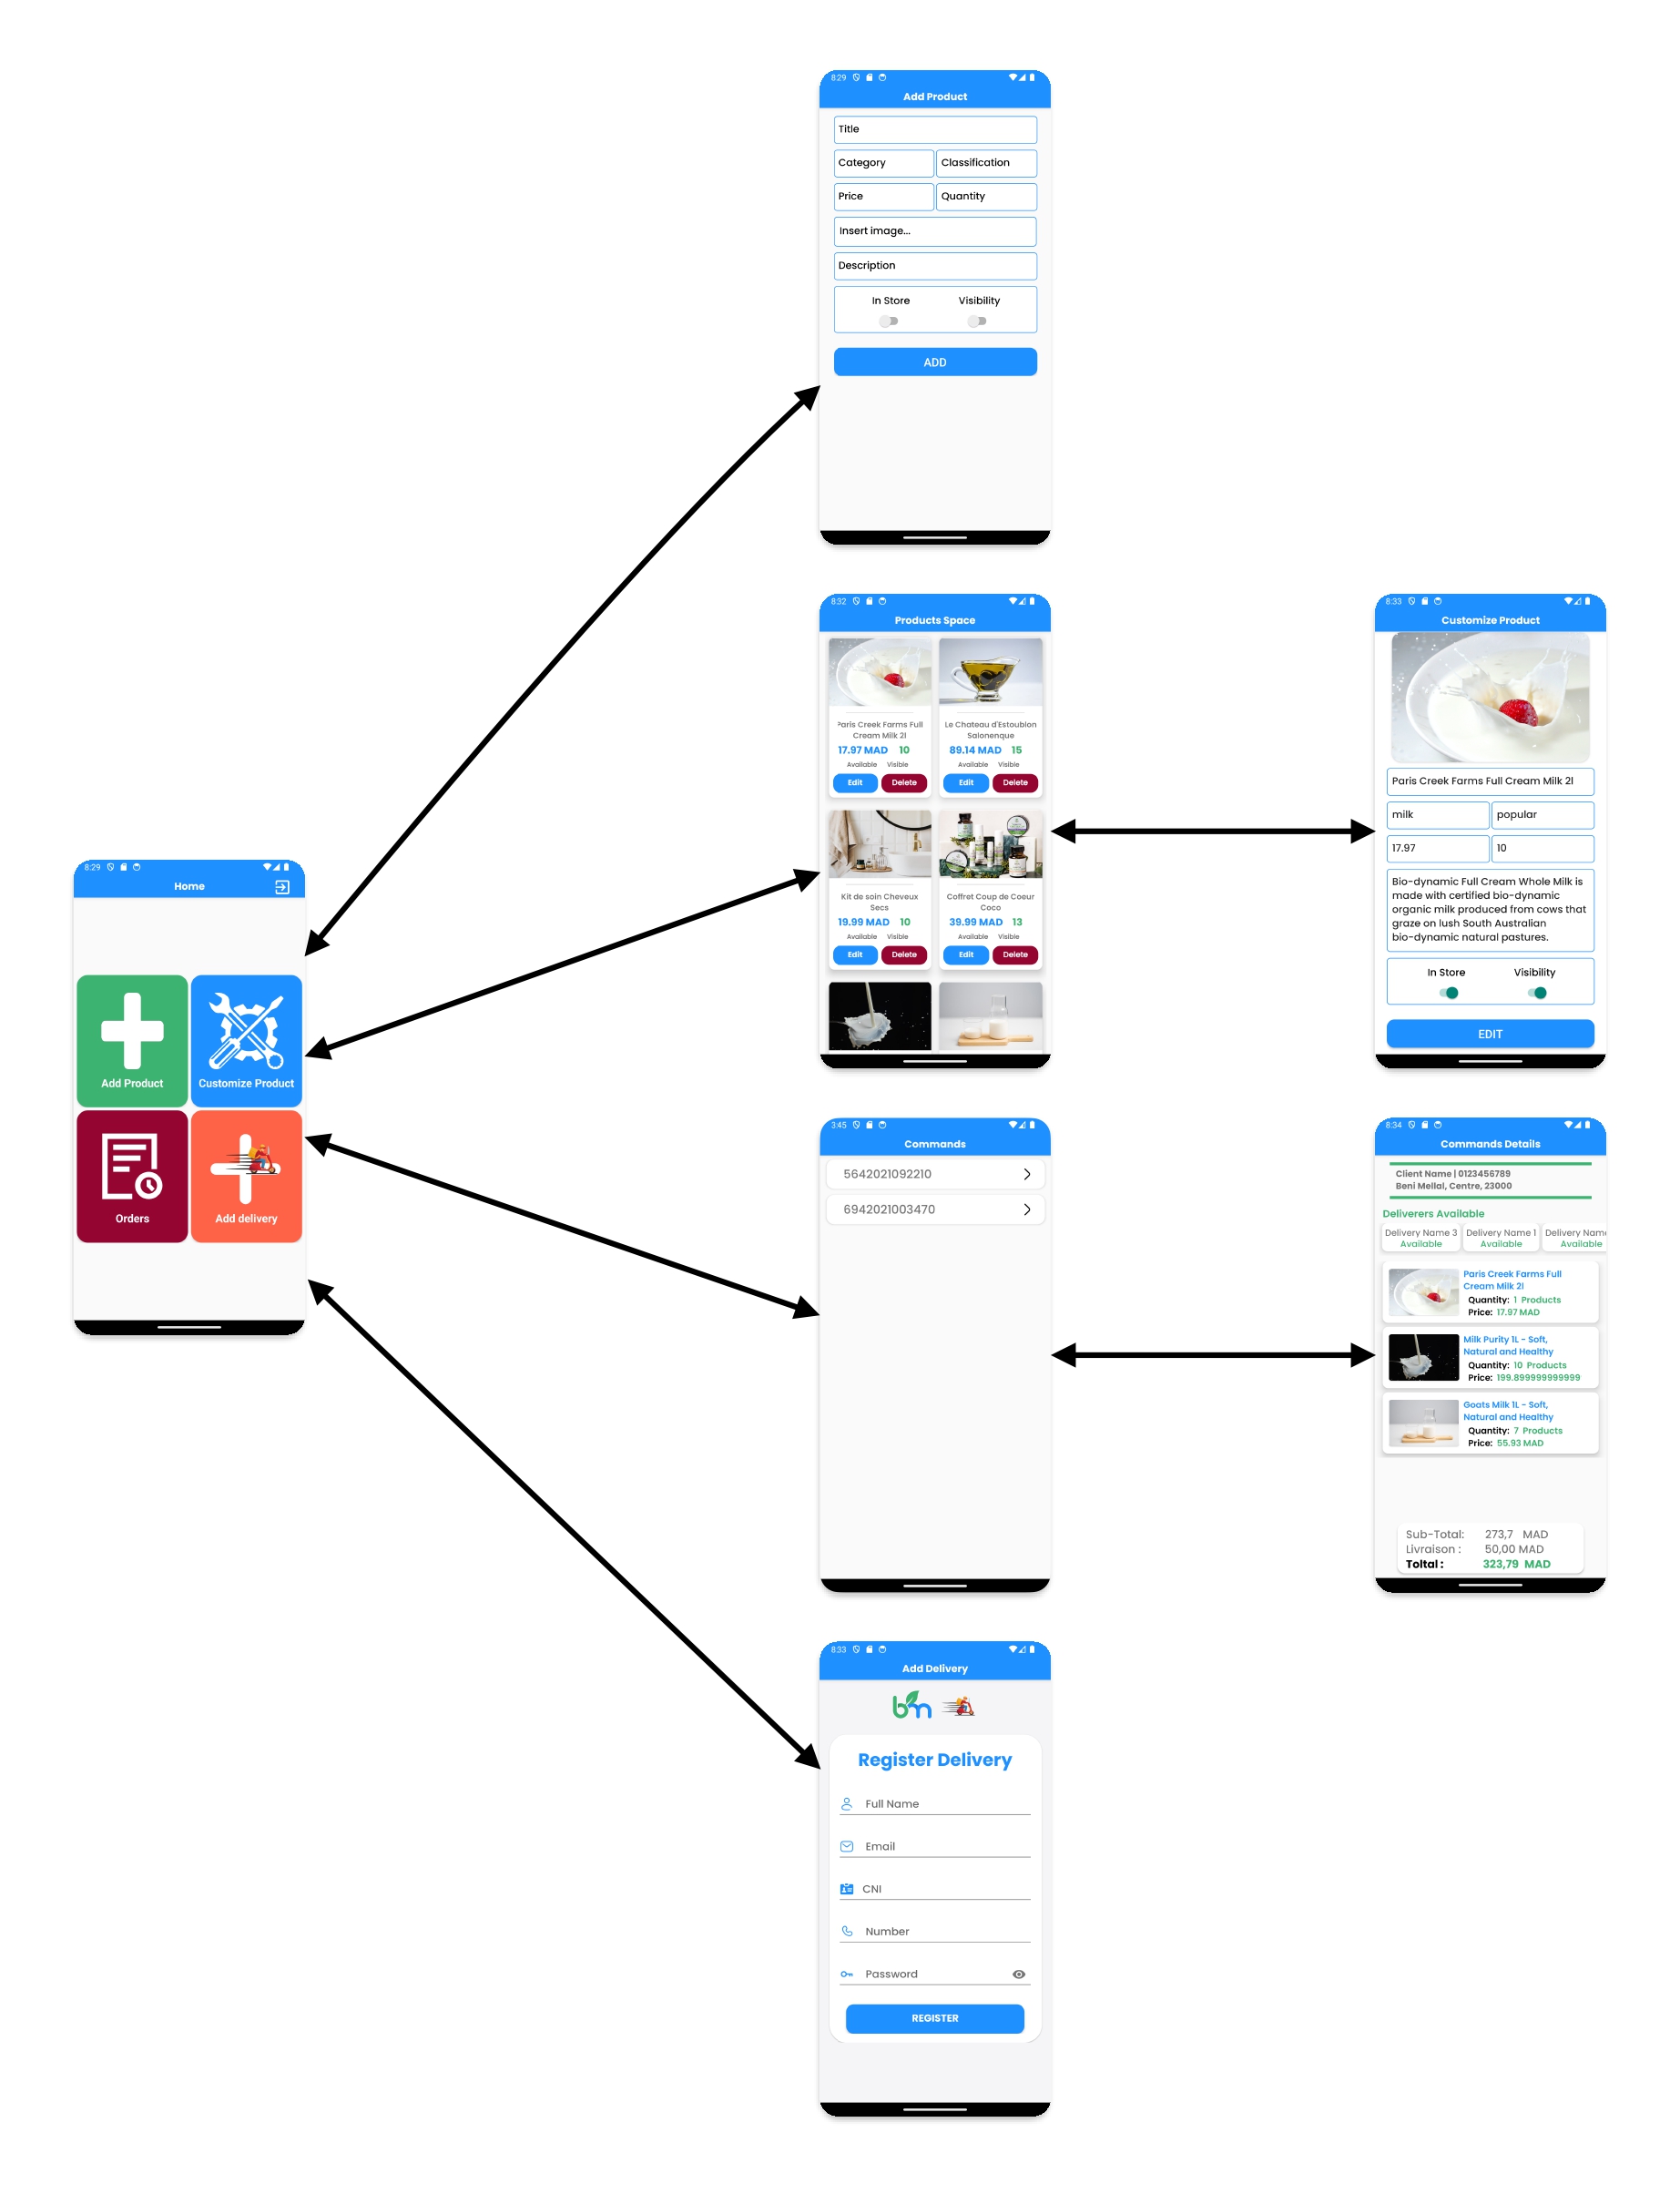 8:29
Add Product
Title
Category Classification
Price Quantity
Insert image...
Description
In Store Visibility
ADD
8:32
Products Space
Paris Creek Farms Full
Cream Milk 2l
17.97 MAD 10
Available Visible
Edit Delete
Le Chateau d'Estoublon
Salonenque
89.14 MAD 15
Available Visible
Edit Delete
Kit de soin Cheveux
Secs
19.99 MAD 10
Available Visible
Edit Delete
Coffret Coup de Coeur
Coco
39.99 MAD 13
Available Visible
Edit Delete
8:33
Customize Product
Paris Creek Farms Full Cream Milk 2l
milk popular
17.97 10
Bio-dynamic Full Cream Whole Milk is
made with certified bio-dynamic
organic milk produced from cows that
graze on lush South Australian
bio-dynamic natural pastures.
In Store Visibility
EDIT
8:29
Home
Add Product
Customize Product
Orders
Add delivery
3:45
Commands
5642021092210
6942021003470
8:34
Commands Details
Client Name | 0123456789
Beni Mellal, Centre, 23000
Deliverers Available
Delivery Name 3 Delivery Name 1 Delivery Name
Available Available Available
Paris Creek Farms Full
Cream Milk 2l
Quantity: 1 Products
Price: 17.97 MAD
Milk Purity 1L - Soft,
Natural and Healthy
Quantity: 10 Products
Price: 199.899999999999
Goats Milk 1L - Soft,
Natural and Healthy
Quantity: 7 Products
Price: 55.93 MAD
Sub-Total: 273,7 MAD
Livraison : 50,00 MAD
Toltal : 323,79 MAD
8:33
Add Delivery
bm
Register Delivery
Full Name
Email
CNI
Number
Password
REGISTER